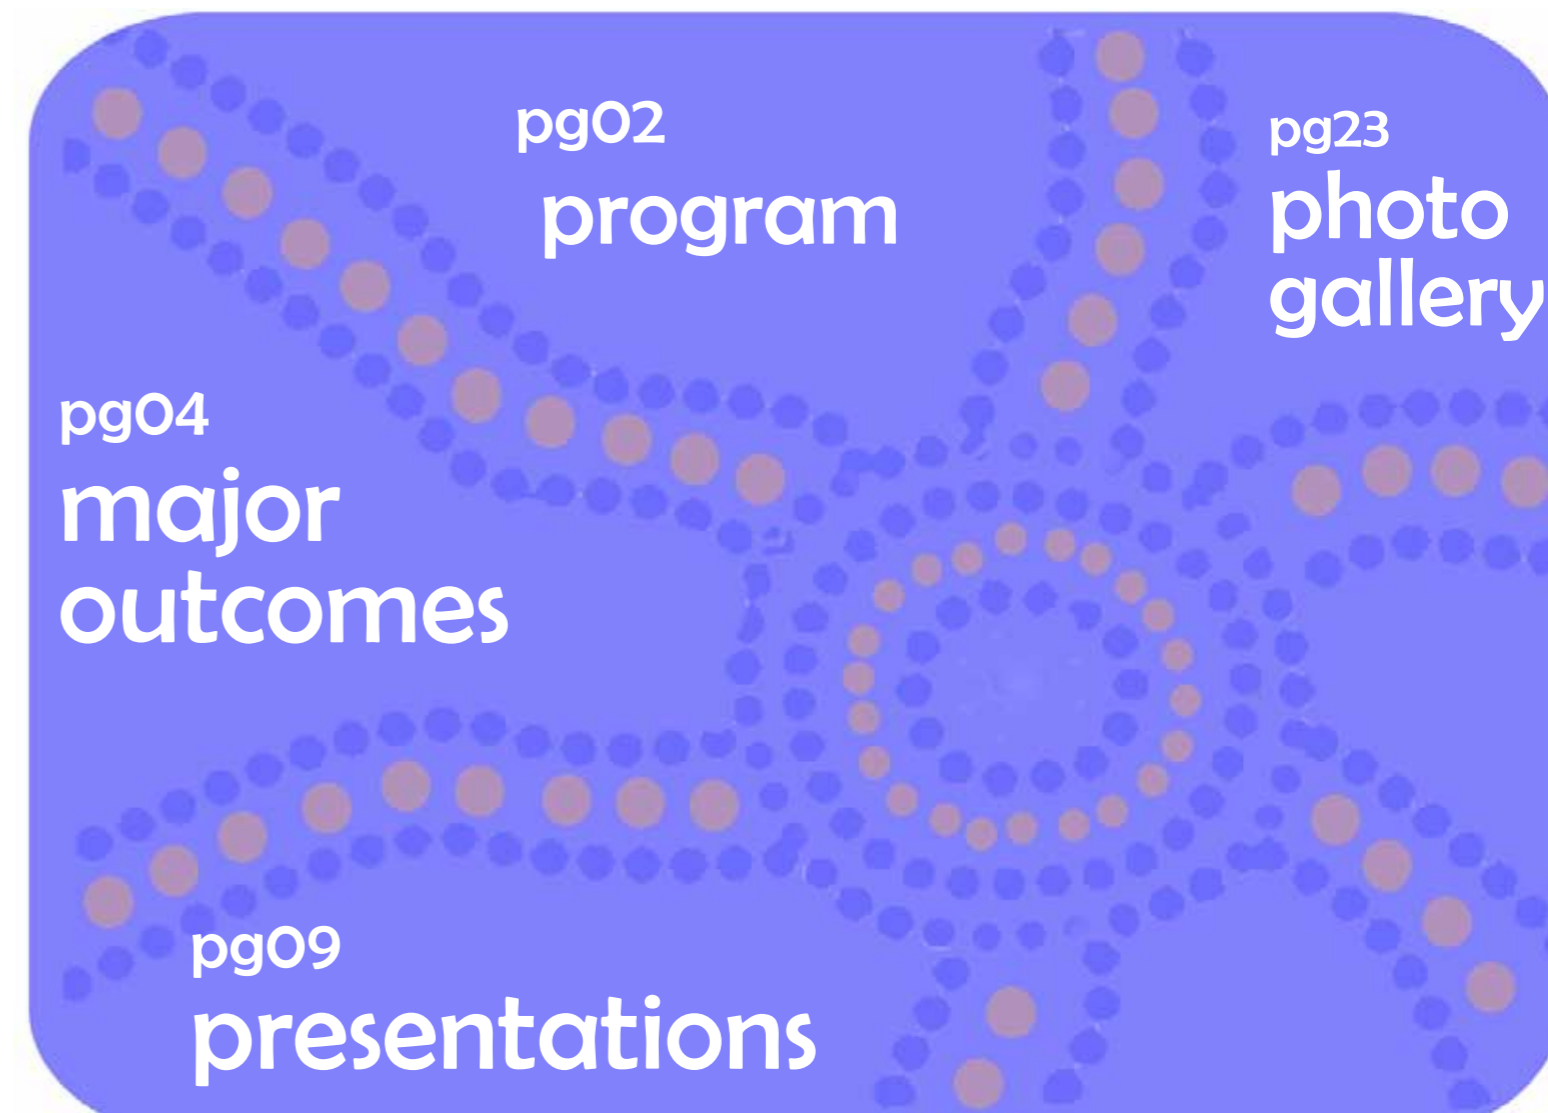 pg02
program
pg23
photo
gallery
pg04
major
outcomes
pg09
presentations